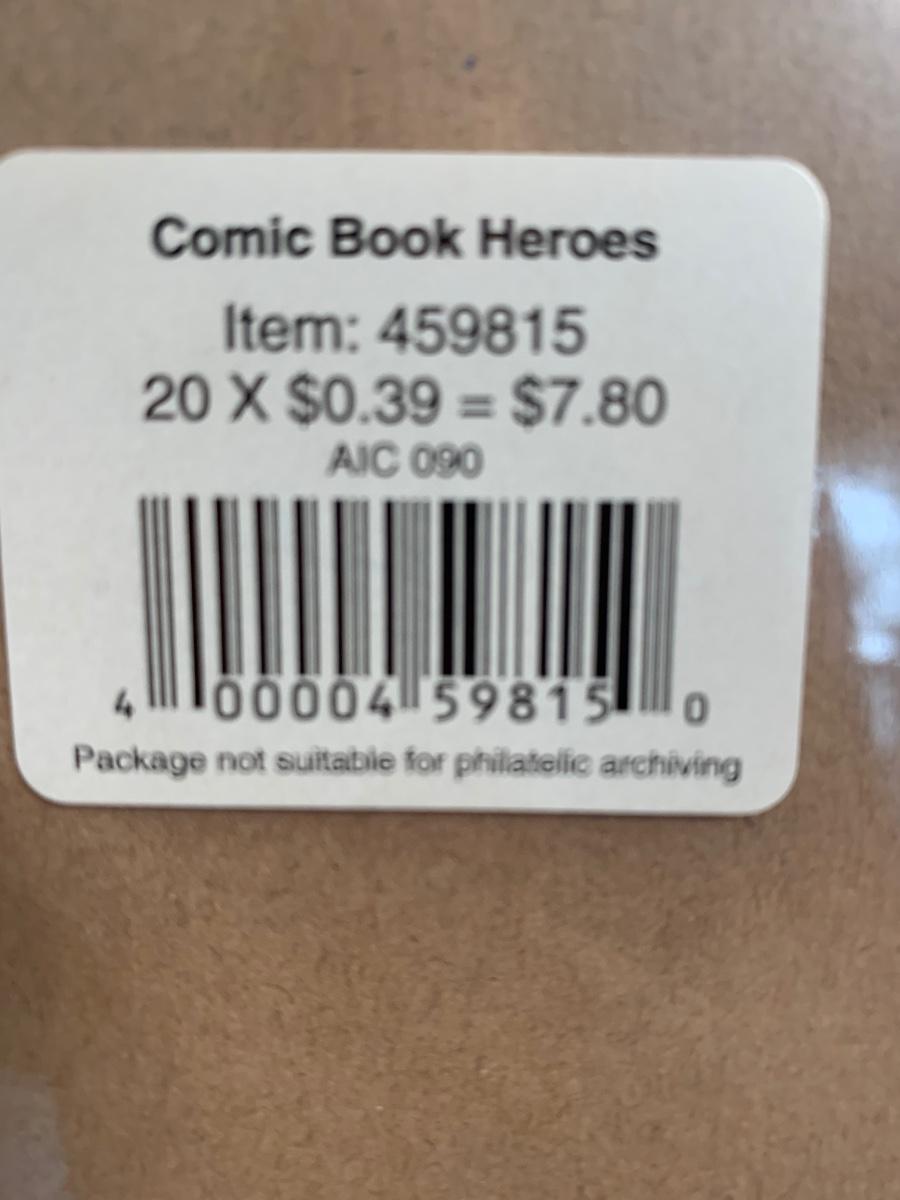 Comic Book Heroes
Item: 459815
20 X $0.39 = $7.80
AIC 090
4 00004 59815 0
Package not suitable for philatelic archiving